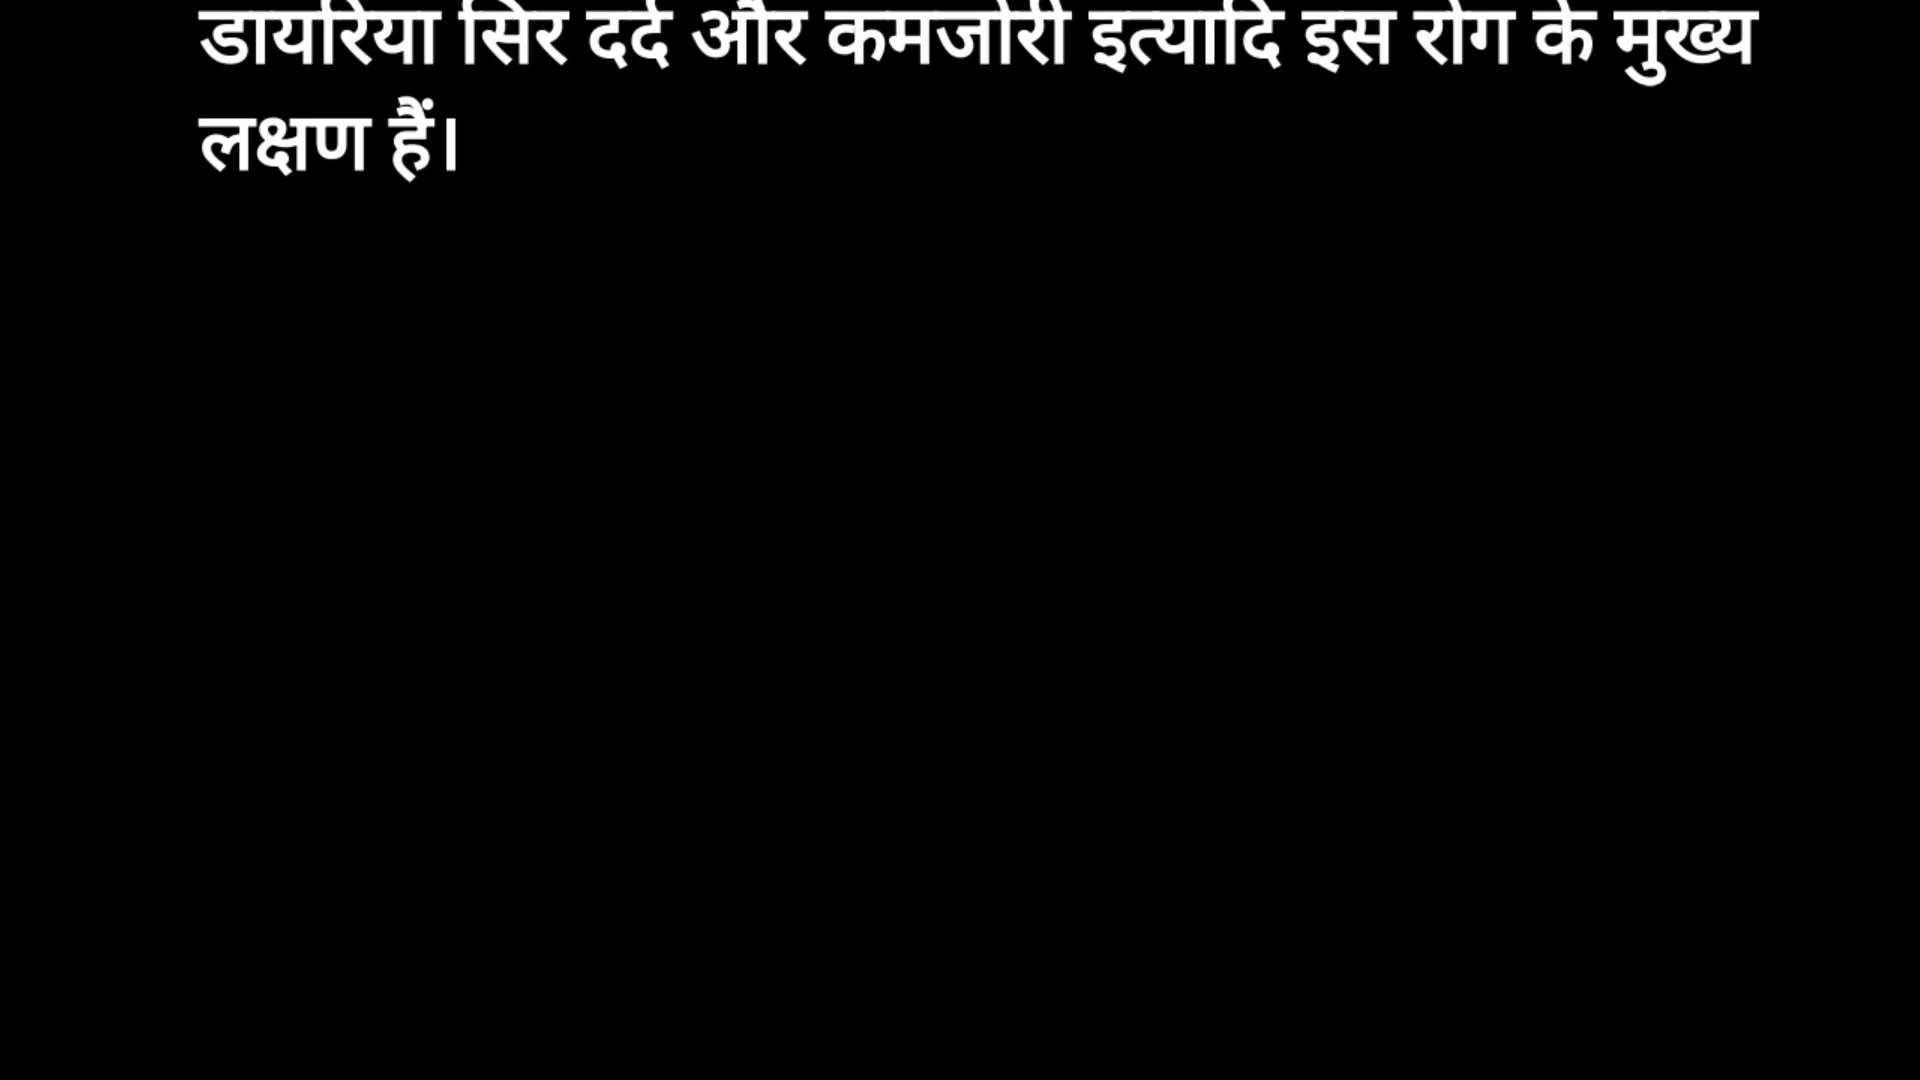 डायरिया सिर दर्द और कमजोरी इत्यादि इस रोग के मुख्य
लक्षण हैं।